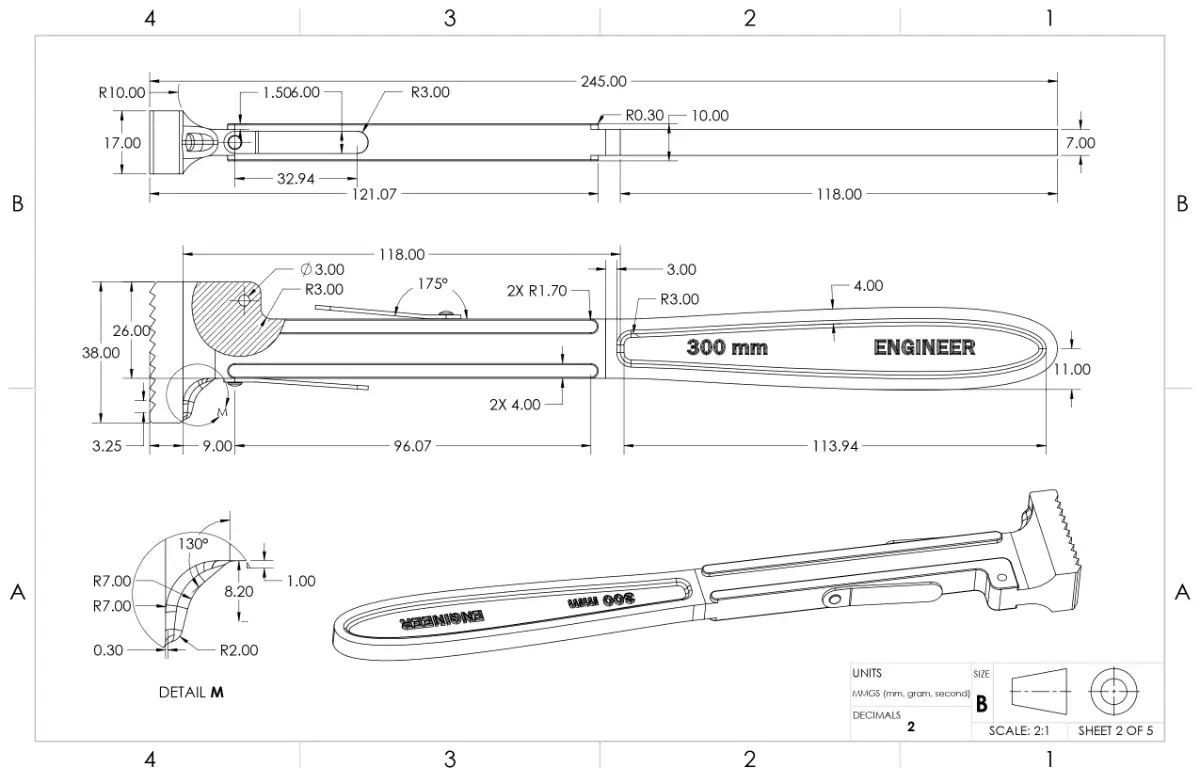 4 3 2 1
245.00
R10.00 1.506.00 R3.00
R0.30 10.00
17.00 7.00
32.94
121.07 118.00
B B
118.00
⌀3.00 3.00
175° 4.00
R3.00 2X R1.70 R3.00
26.00
38.00
300 mm ENGINEER
11.00
M
2X 4.00
3.25 9.00 96.07 113.94
130°
R7.00 1.00
8.20
R7.00
A A
300 mm
ENGINEER
0.30 R2.00
DETAIL M
UNITS SIZE
MMGS (mm, gram, second)
B
DECIMALS
2
SCALE: 2:1 SHEET 2 OF 5
4 3 2 1